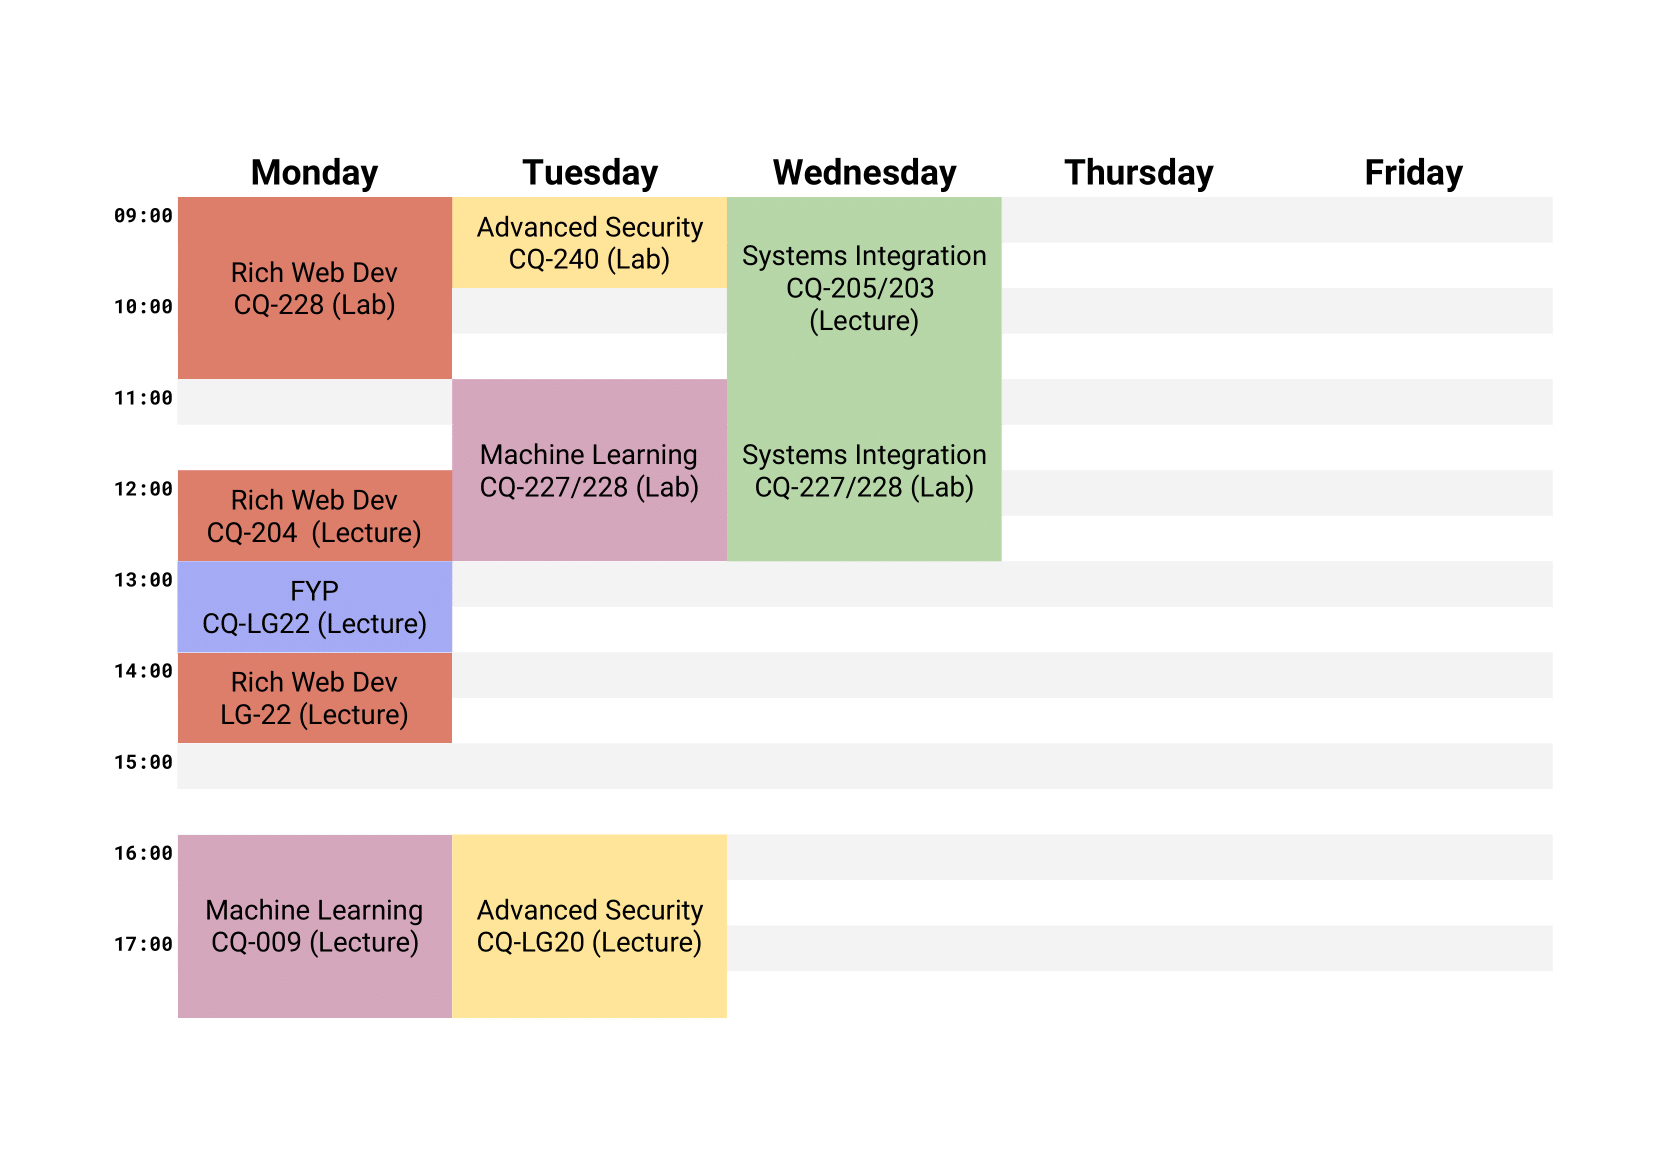 Monday Tuesday Wednesday Thursday Friday
09:00
10:00
11:00
12:00
13:00
14:00
15:00
16:00
17:00
Rich Web Dev
CQ-228 (Lab)
Rich Web Dev
CQ-204  (Lecture)
FYP
CQ-LG22 (Lecture)
Rich Web Dev
LG-22 (Lecture)
Machine Learning
CQ-009 (Lecture)
Advanced Security
CQ-240 (Lab)
Machine Learning
CQ-227/228 (Lab)
Advanced Security
CQ-LG20 (Lecture)
Systems Integration
CQ-205/203
(Lecture)
Systems Integration
CQ-227/228 (Lab)